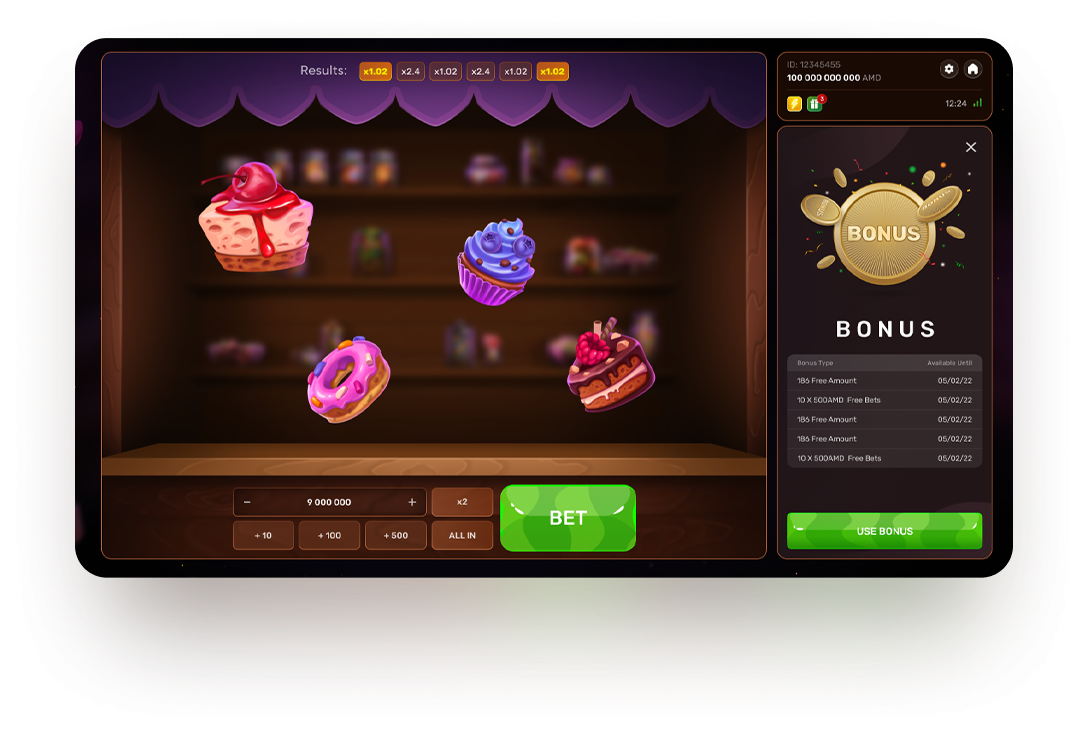 Results: x1.02 x2.4 x1.02 x2.4 x1.02 x1.02
ID: 12345455
100 000 000 000 AMD
3
12:24
BONUS
BONUS
Bonus Type Available Until
186 Free Amount 05/02/22
10 X 500AMD Free Bets 05/02/22
186 Free Amount 05/02/22
186 Free Amount 05/02/22
10 X 500AMD Free Bets 05/02/22
USE BONUS
− 9 000 000 + x2
+ 10 + 100 + 500 ALL IN
BET